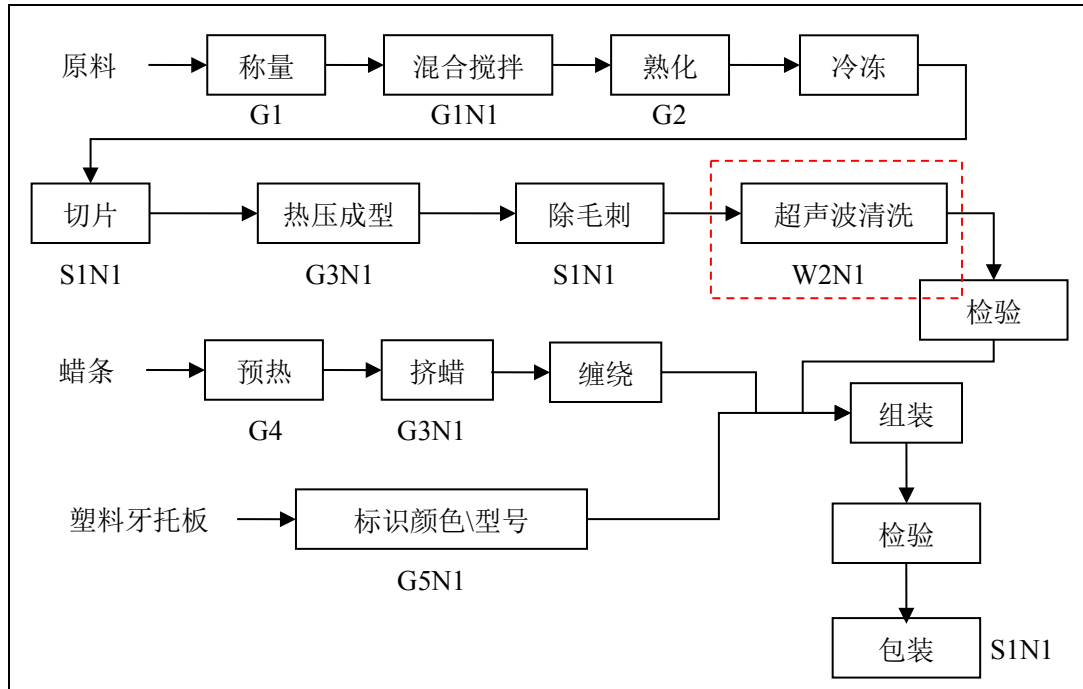 原料 称量 混合搅拌 熟化 冷冻
G1 G1N1 G2
切片 热压成型 除毛刺 超声波清洗
S1N1 G3N1 S1N1 W2N1
检验
蜡条 预热 挤蜡 缠绕
组装
G4 G3N1
塑料牙托板 标识颜色\型号
检验
G5N1
包装 S1N1